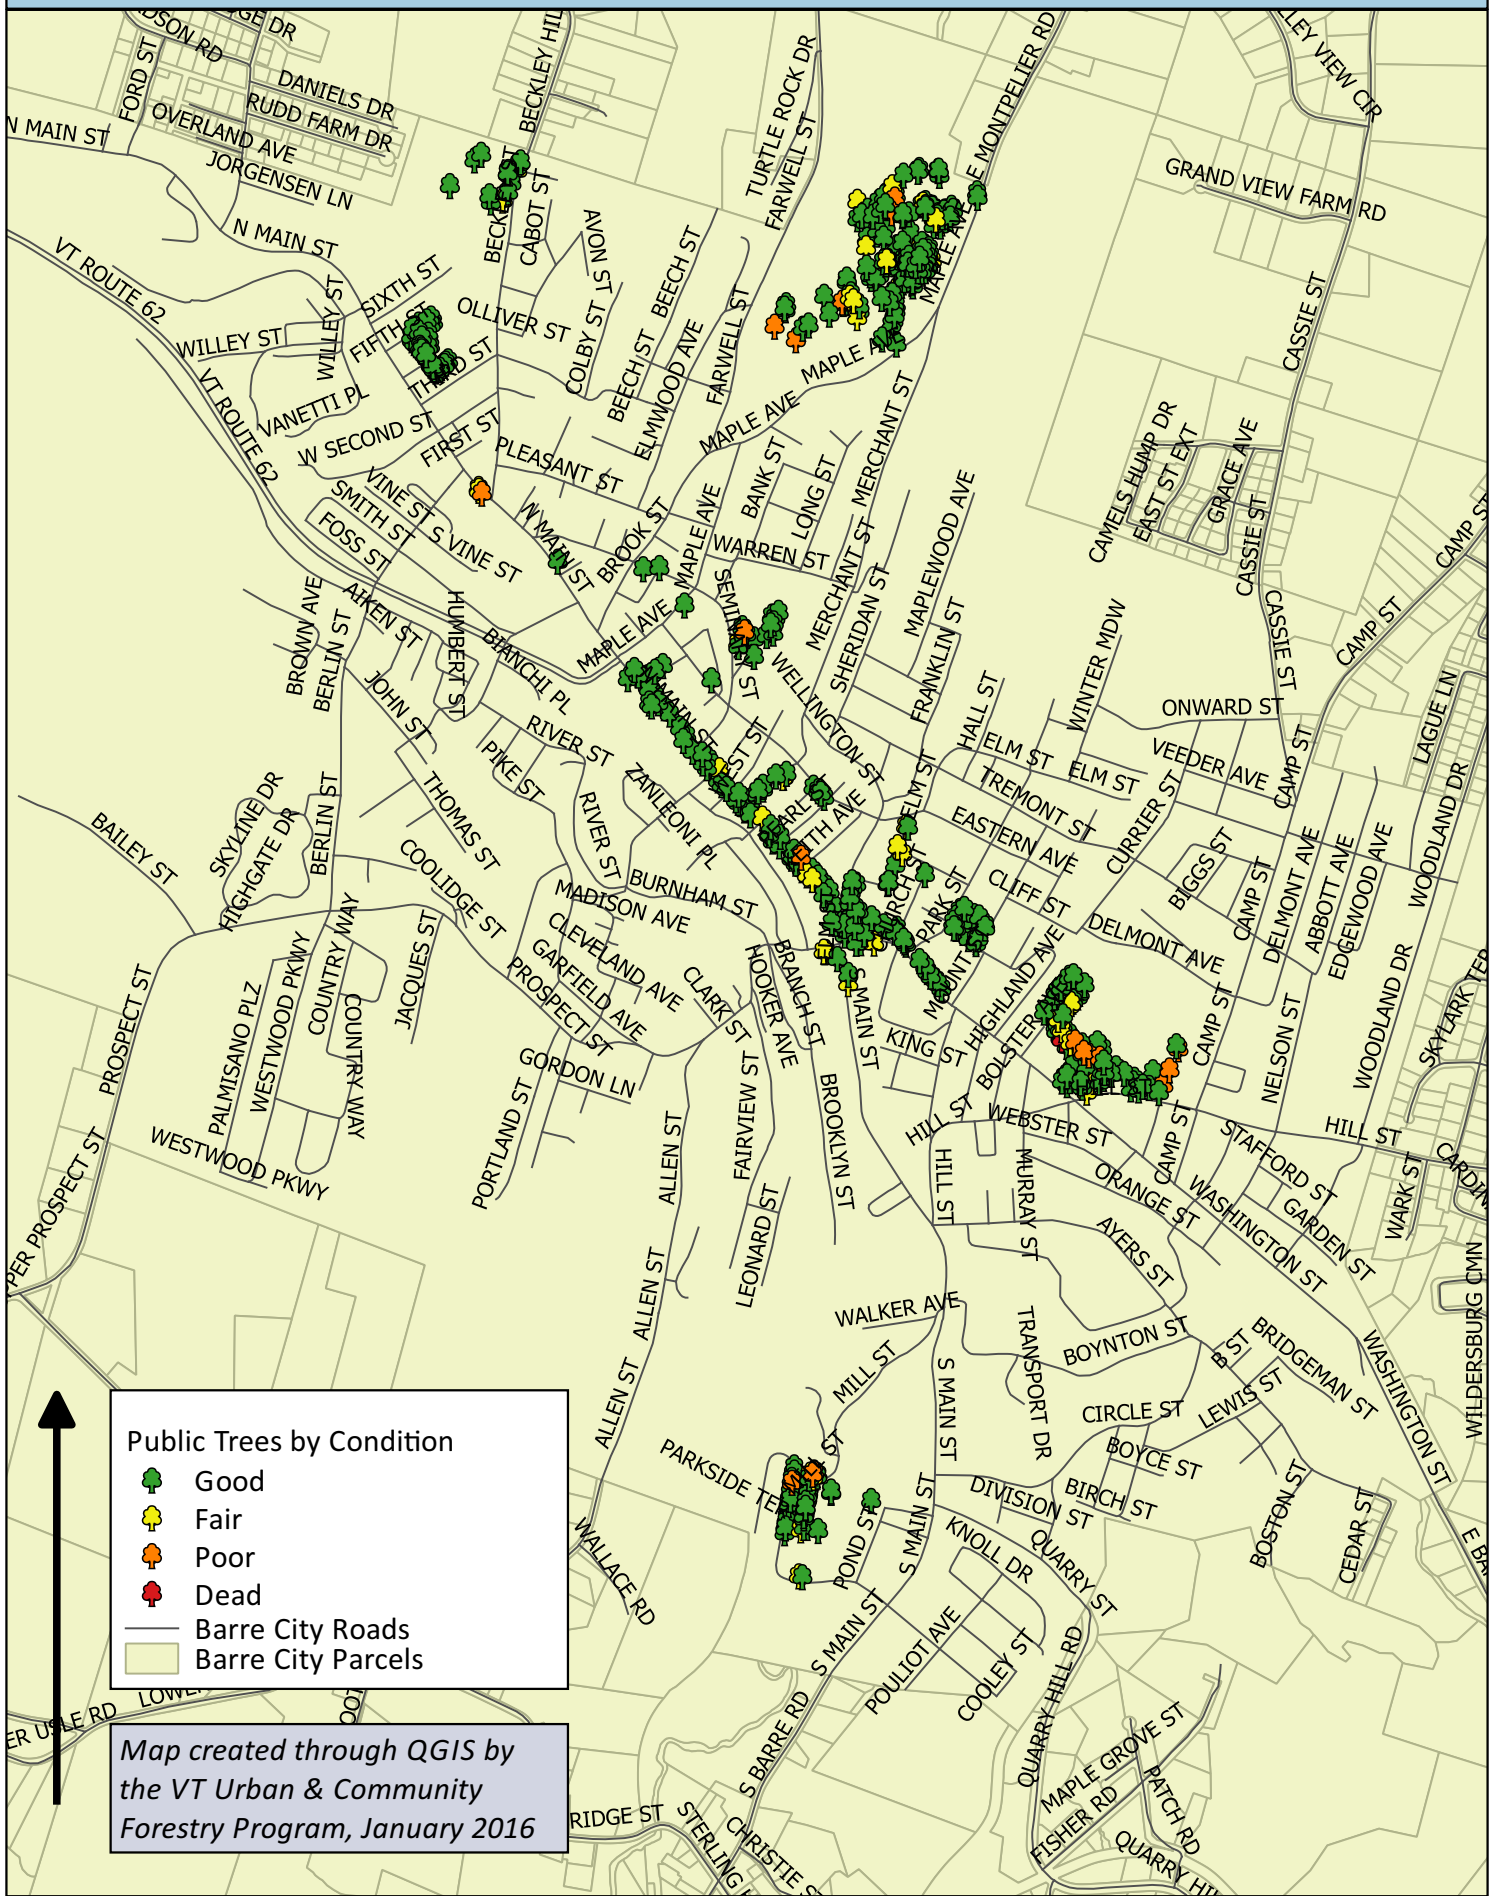 FORD ST
DANIELS DR
RUDD FARM DR
OVERLAND AVE
JORGENSEN LN
N MAIN ST
N MAIN ST
BECKLEY HIL
CABOT ST
AVON ST
BEECH ST
TURTLE ROCK DR
FARWELL ST
E MONTPELIER RD
LEY VIEW CIR
GRAND VIEW FARM RD
VT ROUTE 62
SIXTH ST
WILLEY ST
WILLEY ST
OLLIVER ST
COLBY ST
FARWELL ST
MAPLE AVE
CASSIE ST
VT ROUTE 62
VANETTI PL
W SECOND ST
FIRST ST
PLEASANT ST
BEECH ST
ELMWOOD AVE
MAPLE AVE
MERCHANT ST
BANK ST
LONG ST
CAMELS HUMP DR
EAST ST EXT
GRACE AVE
CASSIE ST
CAMP ST
VINE ST
S VINE ST
SMITH ST
FOSS ST
N MAIN ST
BROOK ST
MAPLE AVE
WARREN ST
MERCHANT ST
MAPLEWOOD AVE
AIKEN ST
BROWN AVE
BERLIN ST
HUMBERT ST
BIANCHI PL
MAPLE AVE
SHERIDAN ST
FRANKLIN ST
WINTER MDW
CASSIE ST
CAMP ST
JOHN ST
RIVER ST
WELLINGTON ST
HALL ST
ONWARD ST
LAGUE LN
PIKE ST
ZANLEONI PL
ELM ST
ELM ST
ELM ST
VEEDER AVE
CAMP ST
TREMONT ST
EASTERN AVE
CURRIER ST
WOODLAND DR
SKYLINE DR
HIGHGATE DR
BERLIN ST
BAILEY ST
THOMAS ST
RIVER ST
COOLIDGE ST
MADISON AVE
BURNHAM ST
CLIFF ST
PARK ST
BIGGS ST
CAMP ST
DELMONT AVE
DELMONT AVE
ABBOTT AVE
EDGEWOOD AVE
PROSPECT ST
PALMISANO PLZ
WESTWOOD PKWY
COUNTRY WAY
COUNTRY WAY
JACQUES ST
CLEVELAND AVE
GARFIELD AVE
PROSPECT ST
CLARK ST
HOOKER AVE
BRANCH ST
S MAIN ST
KING ST
HIGHLAND AVE
CAMP ST
NELSON ST
WOODLAND DR
GORDON LN
PORTLAND ST
ALLEN ST
FAIRVIEW ST
BROOKLYN ST
HILL ST
WEBSTER ST
CAMP ST
STAFFORD ST
HILL ST
WARK ST
WESTWOOD PKWY
PER PROSPECT ST
HILL ST
MURRAY ST
ORANGE ST
WASHINGTON ST
GARDEN ST
AYERS ST
LEONARD ST
ALLEN ST
WALKER AVE
MILL ST
TRANSPORT DR
BOYNTON ST
B ST
BRIDGEMAN ST
WASHINGTON ST
WILDERSBURG CMN
ALLEN ST
S MAIN ST
CIRCLE ST
LEWIS ST
BOYCE ST
BIRCH ST
DIVISION ST
BOSTON ST
CEDAR ST
POND ST
S MAIN ST
KNOLL DR
QUARRY ST
WALLACE RD
S MAIN ST
POULIOT AVE
COOLEY ST
QUARRY HILL RD
S BARRE RD
MAPLE GROVE ST
FISHER RD
PATCH RD
RIDGE ST
Public Trees by Condition
Good
Fair
Poor
Dead
Barre City Roads
Barre City Parcels
Map created through QGIS by
the VT Urban & Community
Forestry Program, January 2016